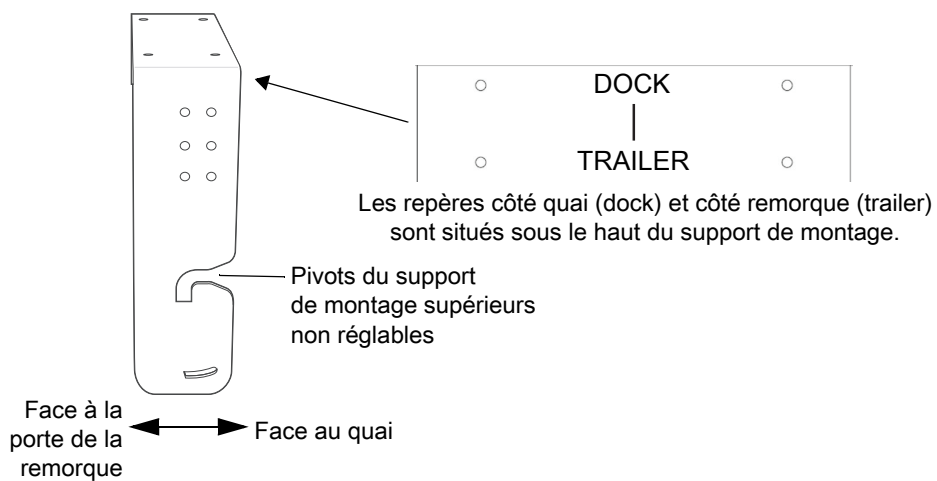 DOCK
TRAILER
Les repères côté quai (dock) et côté remorque (trailer)
sont situés sous le haut du support de montage.
Pivots du support
de montage supérieurs
non réglables
Face à la
porte de la
remorque
Face au quai